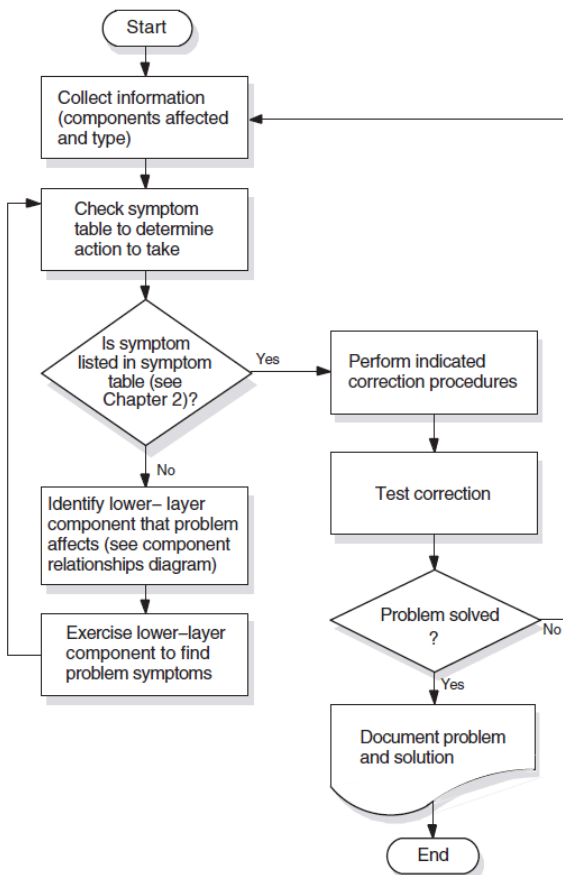 Start
Collect information
(components affected
and type)
Check symptom
table to determine
action to take
Is symptom
listed in symptom
table (see
Chapter 2)?
Yes
Perform indicated
correction procedures
No
Test correction
Identify lower– layer
component that problem
affects (see component
relationships diagram)
Problem solved
?
No
Exercise lower–layer
component to find
problem symptoms
Yes
Document problem
and solution
End